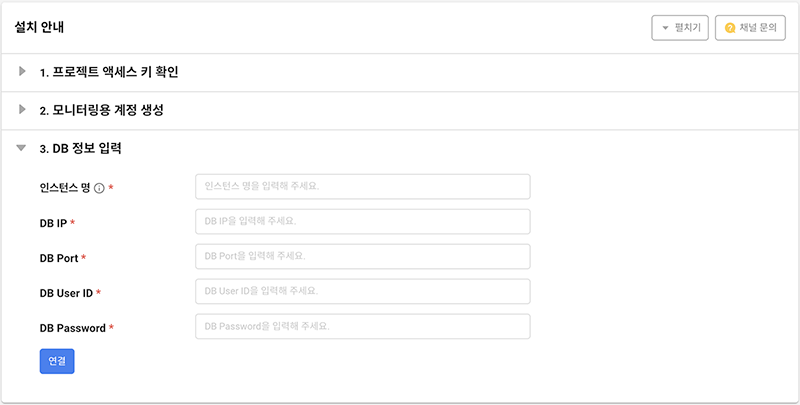 설치 안내
펼치기
채널 문의
1. 프로젝트 액세스 키 확인
2. 모니터링용 계정 생성
3. DB 정보 입력
인스턴스 명 * 인스턴스 명을 입력해 주세요.
DB IP * DB IP을 입력해 주세요.
DB Port * DB Port을 입력해 주세요.
DB User ID * DB User ID을 입력해 주세요.
DB Password * DB Password을 입력해 주세요.
연결